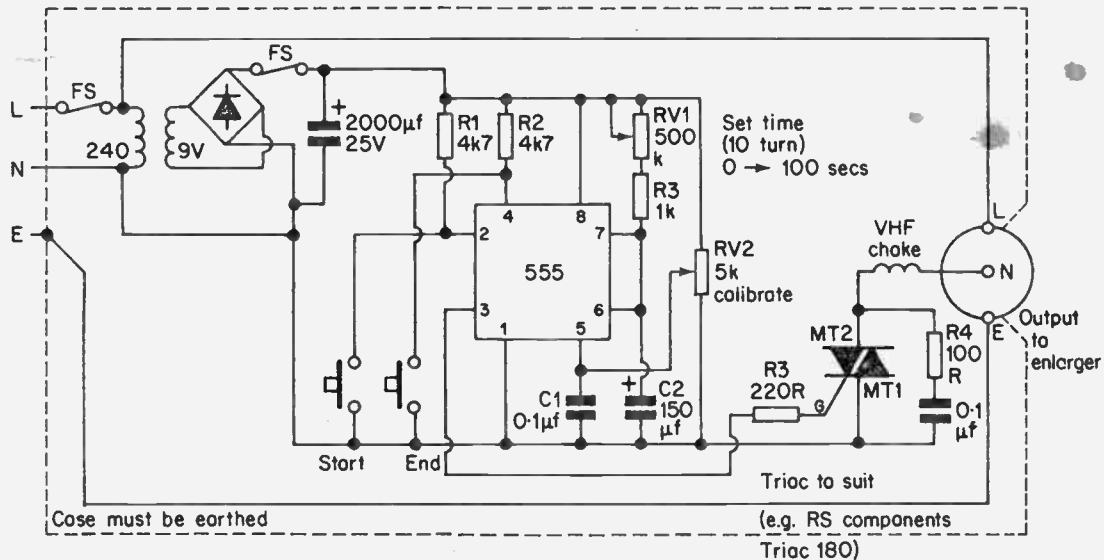 FS
FS
L
N
E
240
9V
+
2000µf
25V
R1
4k7
R2
4k7
RV1
500
k
Set time
(10 turn)
0 → 100 secs
R3
1k
4
8
2
7
555
3
6
1
5
RV2
5k
calibrate
VHF
choke
L
N
E
Output
to
enlarger
MT2
MT1
R4
100
R
R3
220R
G
0·1
µf
C1
0·1µf
+
C2
150
µf
Start
End
Triac to suit
(e.g. RS components
Triac 180)
Case must be earthed